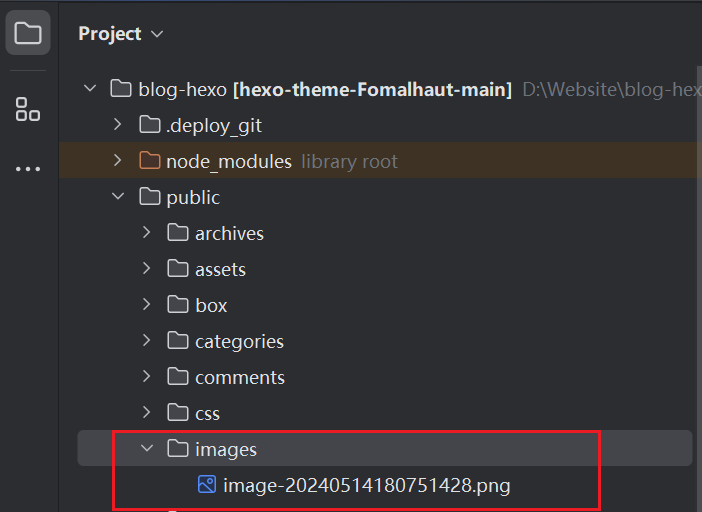 Project
blog-hexo [hexo-theme-Fomalhaut-main] D:\Website\blog-hex
.deploy_git
node_modules library root
public
archives
assets
box
categories
comments
css
images
image-20240514180751428.png